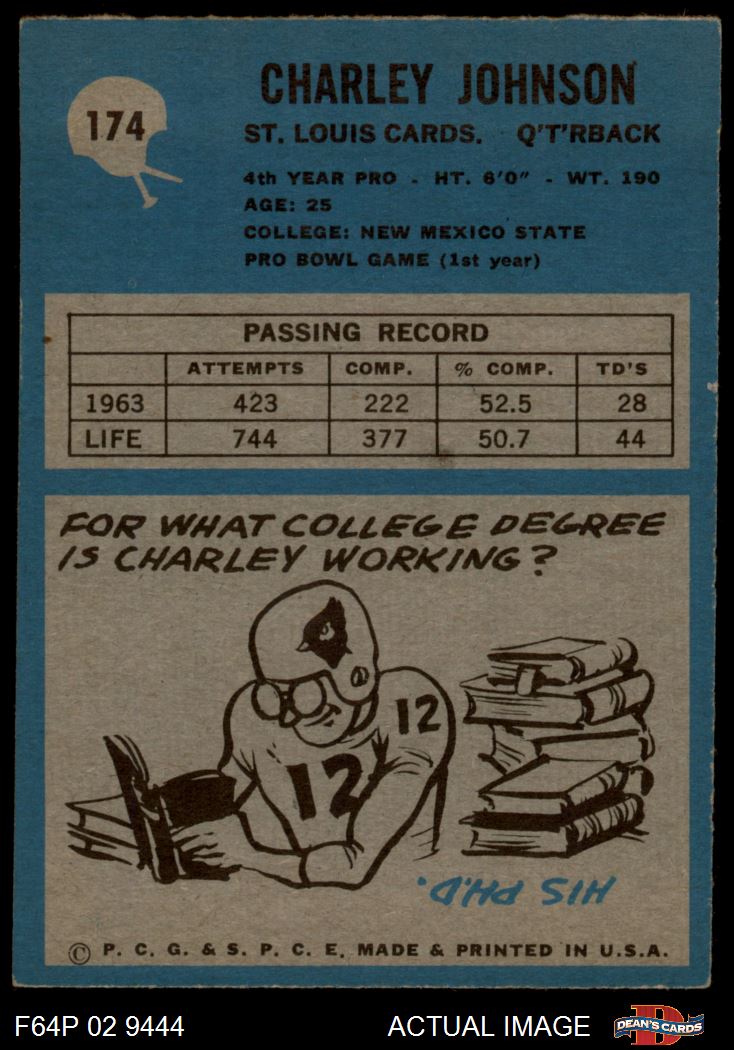 174
CHARLEY JOHNSON
ST. LOUIS CARDS. Q'T'RBACK
4th YEAR PRO - HT. 6'0" - WT. 190
AGE: 25
COLLEGE: NEW MEXICO STATE
PRO BOWL GAME (1st year)
PASSING RECORD
ATTEMPTS COMP. % COMP. TD'S
1963 423 222 52.5 28
LIFE 744 377 50.7 44
FOR WHAT COLLEGE DEGREE
IS CHARLEY WORKING?
12
12
HIS PH.D.
© P. C. G. & S. P. C. E. MADE & PRINTED IN U.S.A.
F64P 02 9444 ACTUAL IMAGE D DEAN'S CARDS